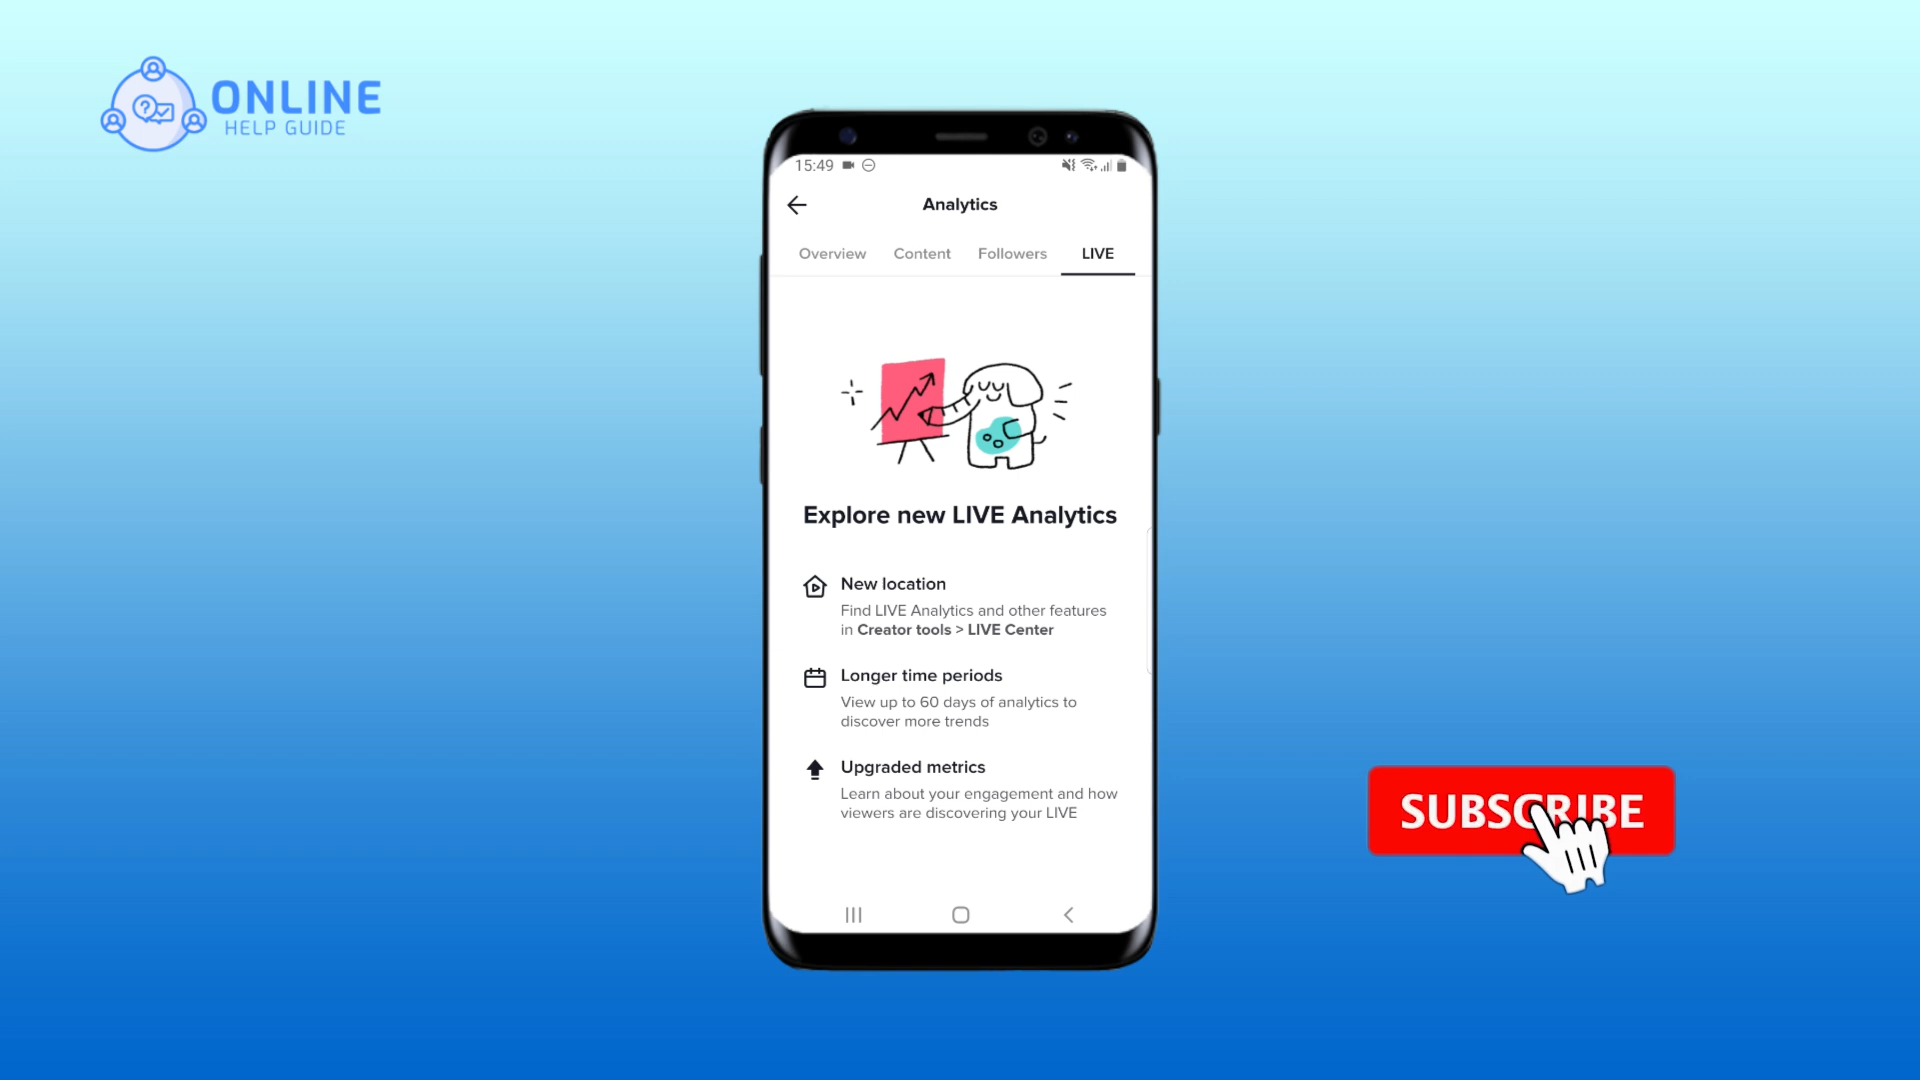 ONLINE
HELP GUIDE
15:49
Analytics
Overview Content Followers LIVE
Explore new LIVE Analytics
New location
Find LIVE Analytics and other features
in Creator tools > LIVE Center
Longer time periods
View up to 60 days of analytics to
discover more trends
Upgraded metrics
Learn about your engagement and how
viewers are discovering your LIVE
SUBSCRIBE